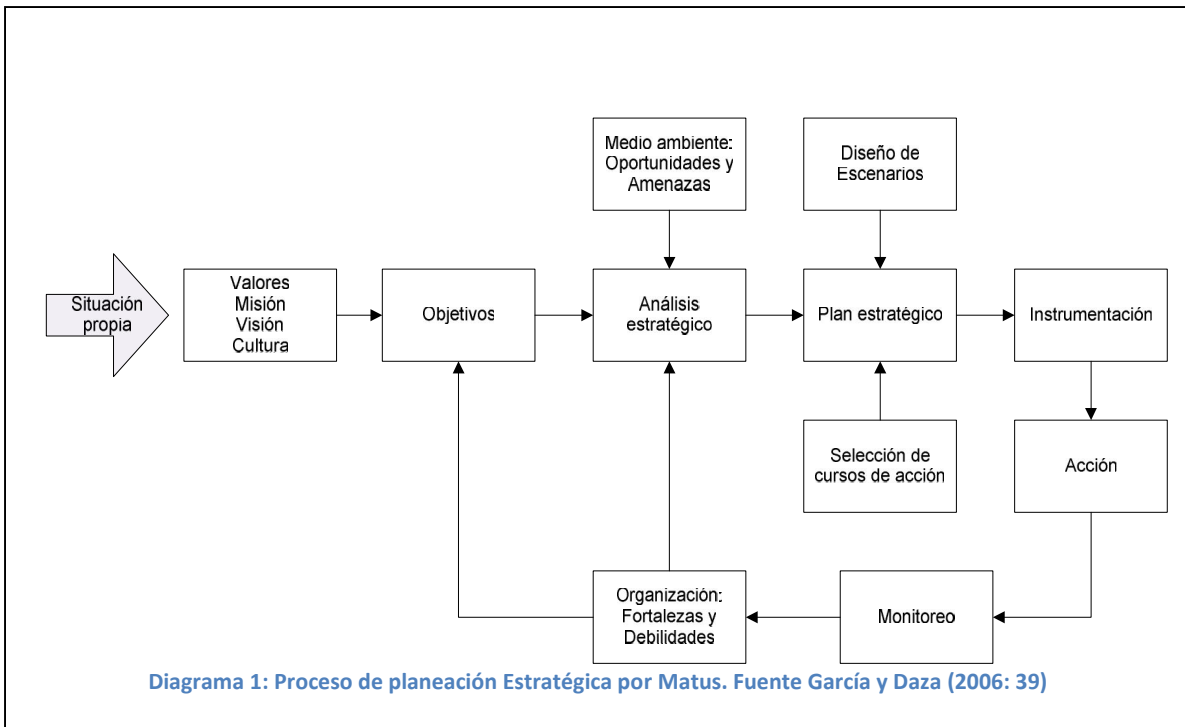 Medio ambiente:
Oportunidades y
Amenazas
Diseño de
Escenarios
Situación
propia
Valores
Misión
Visión
Cultura
Objetivos
Análisis
estratégico
Plan estratégico
Instrumentación
Selección de
cursos de acción
Acción
Organización:
Fortalezas y
Debilidades
Monitoreo
Diagrama 1: Proceso de planeación Estratégica por Matus. Fuente García y Daza (2006: 39)